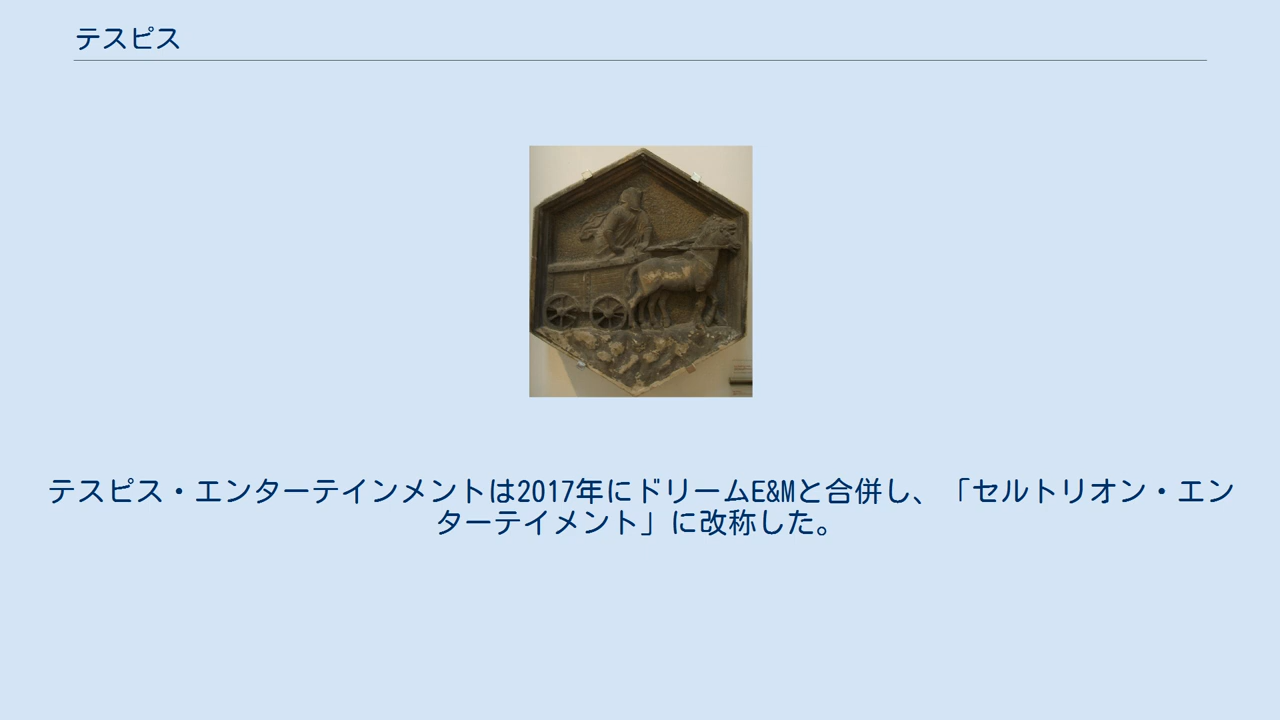 テスピス
テスピス・エンターテインメントは2017年にドリームE&Mと合併し、「セルトリオン・エン
ターテイメント」に改称した。